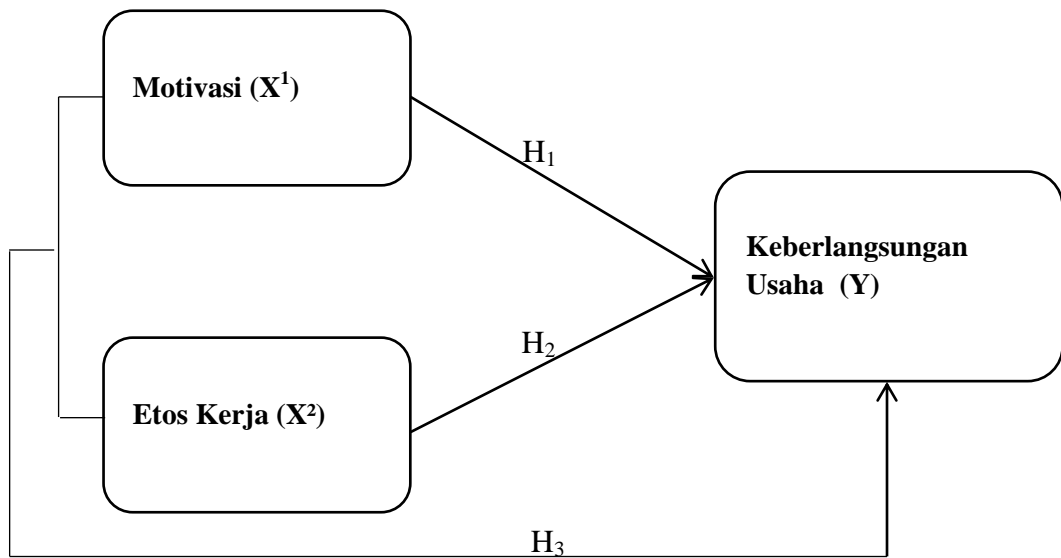 Motivasi (X¹)
H₁
Keberlangsungan
Usaha (Y)
H₂
Etos Kerja (X²)
H₃